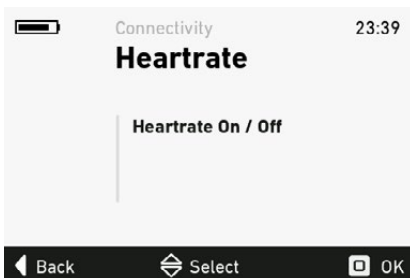 Connectivity
23:39
Heartrate
Heartrate On / Off
Back
Select
OK